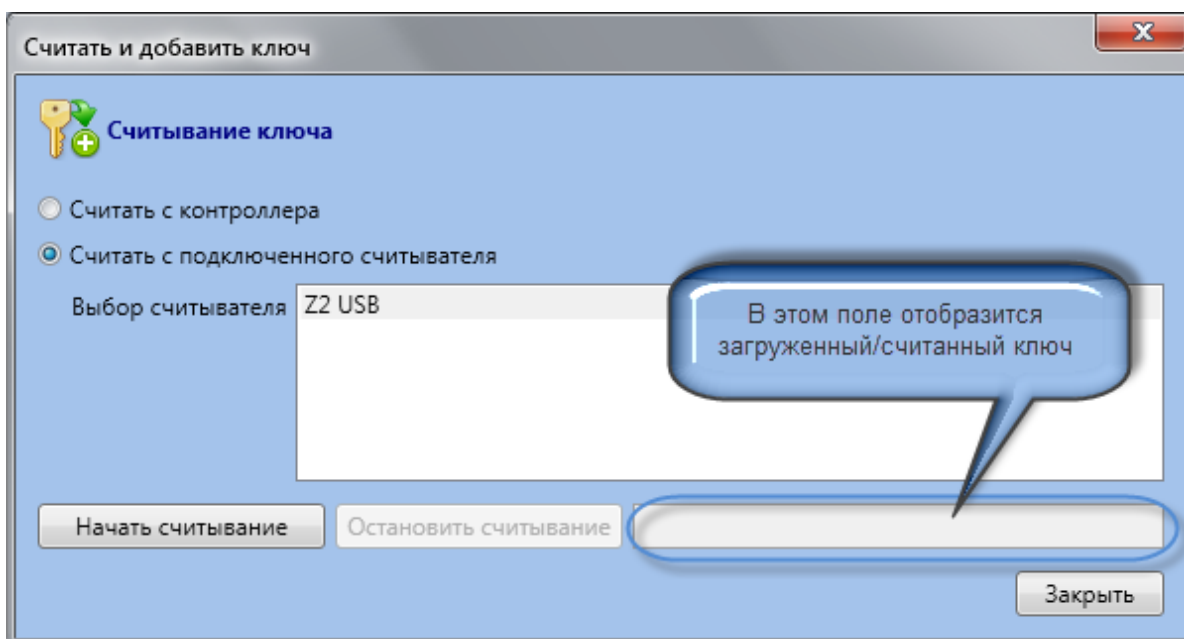 Считать и добавить ключ
Считывание ключа
Считать с контроллера
Считать с подключенного считывателя
Выбор считывателя
Z2 USB
В этом поле отобразится
загруженный/считанный ключ
Начать считывание
Остановить считывание
Закрыть